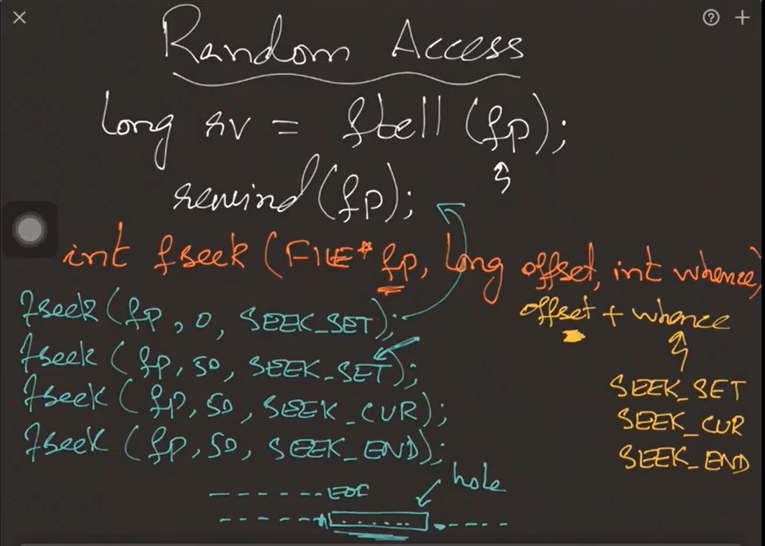 Random Access
long rv = ftell (fp);
rewind(fp);
int fseek (FILE* fp, long offset, int whence)
fseek (fp, 0, SEEK_SET);
offset + whence
fseek (fp, 50, SEEK_SET);
SEEK_SET
fseek (fp, 50, SEEK_CUR);
SEEK_CUR
fseek (fp, 50, SEEK_END);
SEEK_END
EOF
hole